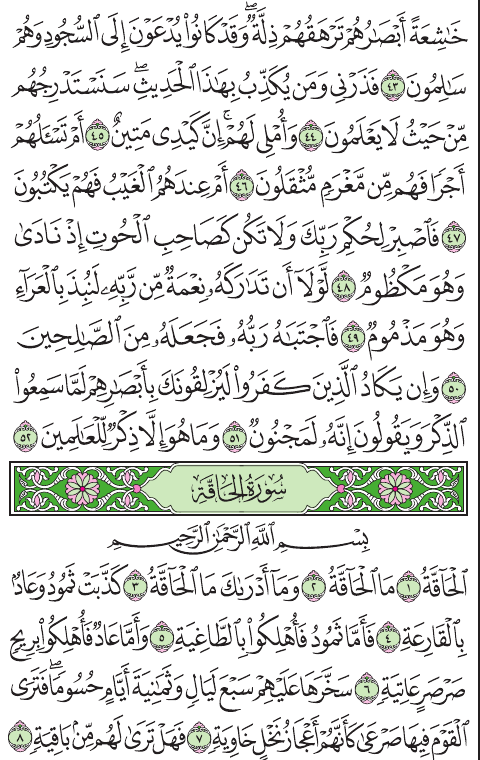 خَٰشِعَةً أَبْصَٰرُهُمْ تَرْهَقُهُمْ ذِلَّةٌ ۖ وَقَدْ كَانُوا۟ يُدْعَوْنَ إِلَى ٱلسُّجُودِ وَهُمْ
سَٰلِمُونَ ٤٣ فَذَرْنِى وَمَن يُكَذِّبُ بِهَٰذَا ٱلْحَدِيثِ ۖ سَنَسْتَدْرِجُهُم
مِّنْ حَيْثُ لَا يَعْلَمُونَ ٤٤ وَأُمْلِى لَهُمْ ۚ إِنَّ كَيْدِى مَتِينٌ ٤٥ أَمْ تَسْـَٔلُهُمْ
أَجْرًا فَهُم مِّن مَّغْرَمٍ مُّثْقَلُونَ ٤٦ أَمْ عِندَهُمُ ٱلْغَيْبُ فَهُمْ يَكْتُبُونَ
٤٧ فَٱصْبِرْ لِحُكْمِ رَبِّكَ وَلَا تَكُن كَصَاحِبِ ٱلْحُوتِ إِذْ نَادَىٰ
وَهُوَ مَكْظُومٌ ٤٨ لَّوْلَآ أَن تَدَٰرَكَهُۥ نِعْمَةٌ مِّن رَّبِّهِۦ لَنُبِذَ بِٱلْعَرَآءِ
وَهُوَ مَذْمُومٌ ٤٩ فَٱجْتَبَٰهُ رَبُّهُۥ فَجَعَلَهُۥ مِنَ ٱلصَّٰلِحِينَ
٥٠ وَإِن يَكَادُ ٱلَّذِينَ كَفَرُوا۟ لَيُزْلِقُونَكَ بِأَبْصَٰرِهِمْ لَمَّا سَمِعُوا۟
ٱلذِّكْرَ وَيَقُولُونَ إِنَّهُۥ لَمَجْنُونٌ ٥١ وَمَا هُوَ إِلَّا ذِكْرٌ لِّلْعَٰلَمِينَ ٥٢
سُورَةُ الحَاقَّةِ
بِسْمِ ٱللَّهِ ٱلرَّحْمَٰنِ ٱلرَّحِيمِ
ٱلْحَآقَّةُ ١ مَا ٱلْحَآقَّةُ ٢ وَمَآ أَدْرَىٰكَ مَا ٱلْحَآقَّةُ ٣ كَذَّبَتْ ثَمُودُ وَعَادٌۢ
بِٱلْقَارِعَةِ ٤ فَأَمَّا ثَمُودُ فَأُهْلِكُوا۟ بِٱلطَّاغِيَةِ ٥ وَأَمَّا عَادٌ فَأُهْلِكُوا۟ بِرِيحٍ
صَرْصَرٍ عَاتِيَةٍ ٦ سَخَّرَهَا عَلَيْهِمْ سَبْعَ لَيَالٍ وَثَمَٰنِيَةَ أَيَّامٍ حُسُومًا ۖ فَتَرَى
ٱلْقَوْمَ فِيهَا صَرْعَىٰ كَأَنَّهُمْ أَعْجَازُ نَخْلٍ خَاوِيَةٍ ٧ فَهَلْ تَرَىٰ لَهُم مِّنۢ بَاقِيَةٍ ٨